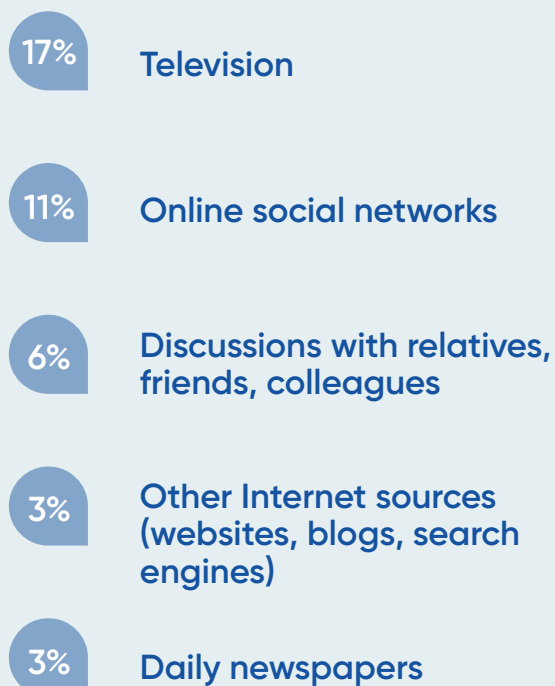 17%
Television
11%
Online social networks
6%
Discussions with relatives,
friends, colleagues
3%
Other Internet sources
(websites, blogs, search
engines)
3%
Daily newspapers